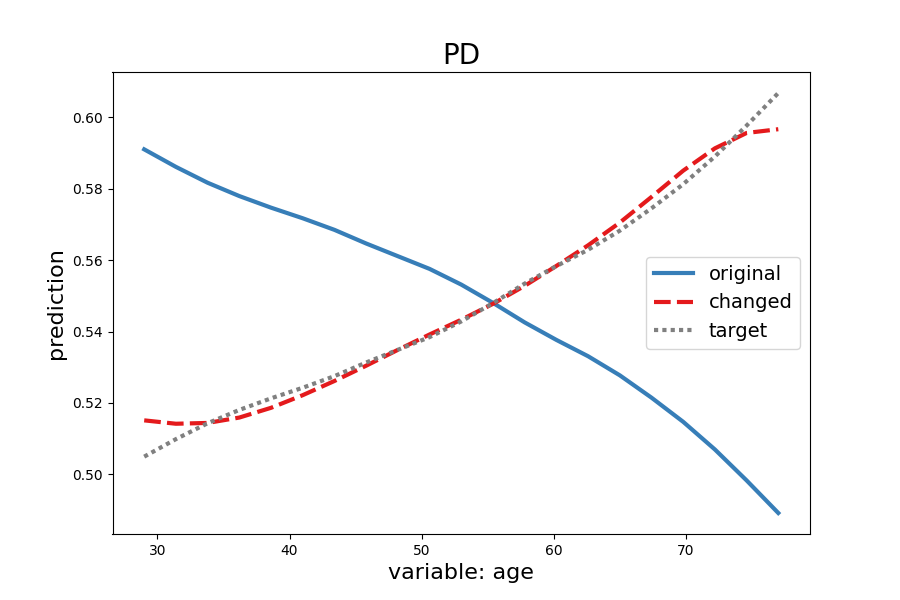 PD
prediction
0.60
0.58
0.56
0.54
0.52
0.50
original
changed
target
30 40 50 60 70
variable: age